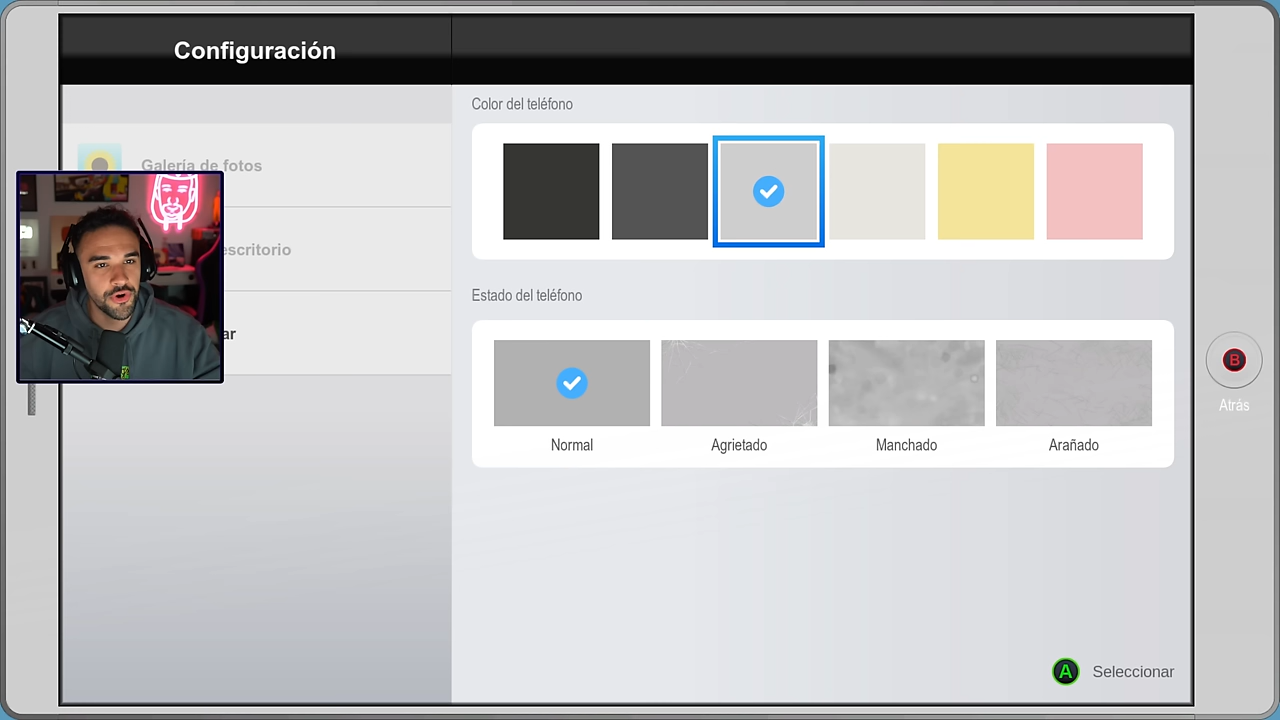 Configuración
Galería de fotos
escritorio
ar
Color del teléfono
Estado del teléfono
Normal
Agrietado
Manchado
Arañado
B
Atrás
A Seleccionar